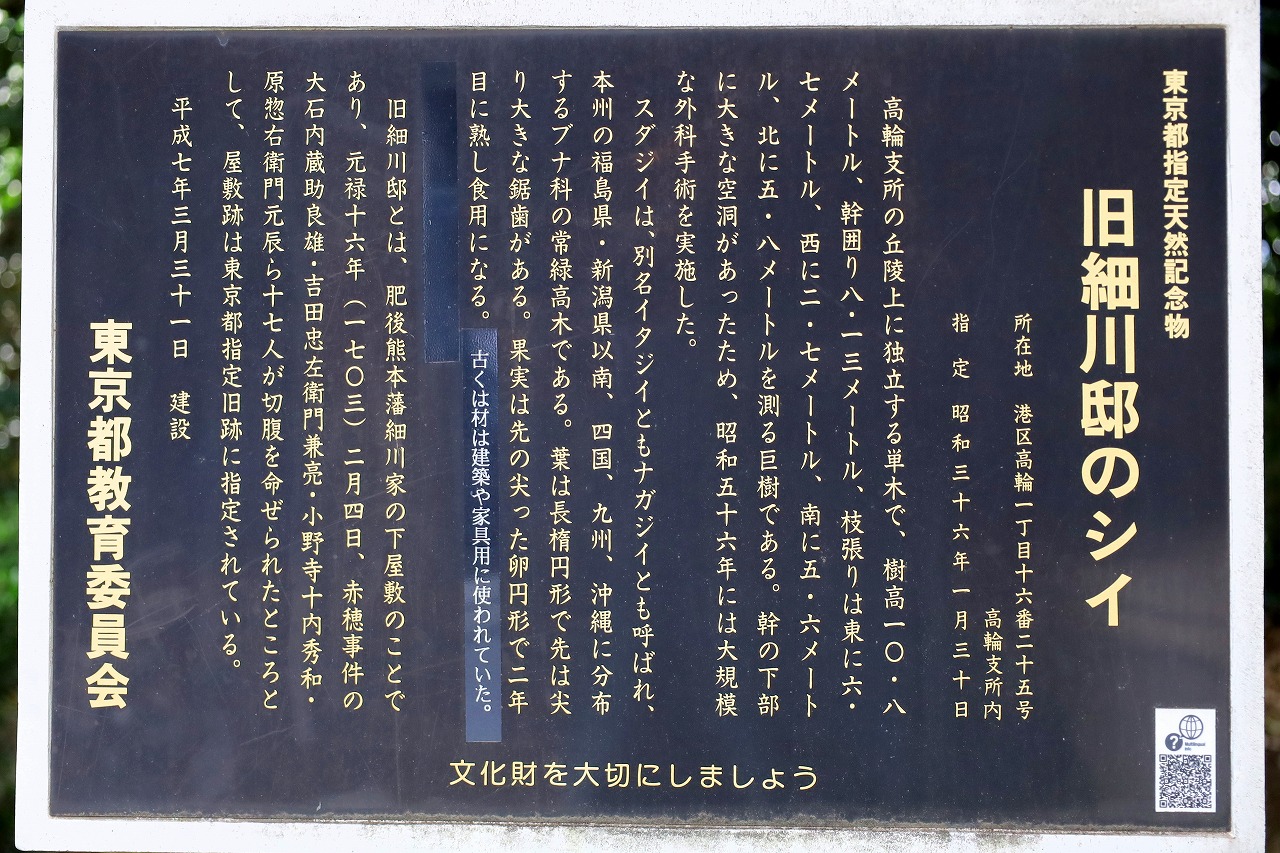 東京都指定天然記念物
旧細川邸のシイ
所在地 港区高輪一丁目十六番二十五号
高輪支所内
指定 昭和三十六年一月三十日
高輪支所の丘陵上に独立する単木で、樹高一〇・八
メートル、幹囲り八・一三メートル、枝張りは東に六・
七メートル、西に二・七メートル、南に五・六メート
ル、北に五・八メートルを測る巨樹である。幹の下部
に大きな空洞があったため、昭和五十六年には大規模
な外科手術を実施した。
スダジイは、別名イタジイともナガジイとも呼ばれ、
本州の福島県・新潟県以南、四国、九州、沖縄に分布
するブナ科の常緑高木である。葉は長楕円形で先は尖
り大きな鋸歯がある。果実は先の尖った卵円形で二年
目に熟し食用になる。古くは材は建築や家具用に使われていた。
旧細川邸とは、肥後熊本藩細川家の下屋敷のことで
あり、元禄十六年(一七〇三)二月四日、赤穂事件の
大石内蔵助良雄・吉田忠左衛門兼亮・小野寺十内秀和・
原惣右衛門元辰ら十七人が切腹を命ぜられたところと
して、屋敷跡は東京都指定旧跡に指定されている。
平成七年三月三十一日 建設
東京都教育委員会
文化財を大切にしましょう
Multilingual
Info